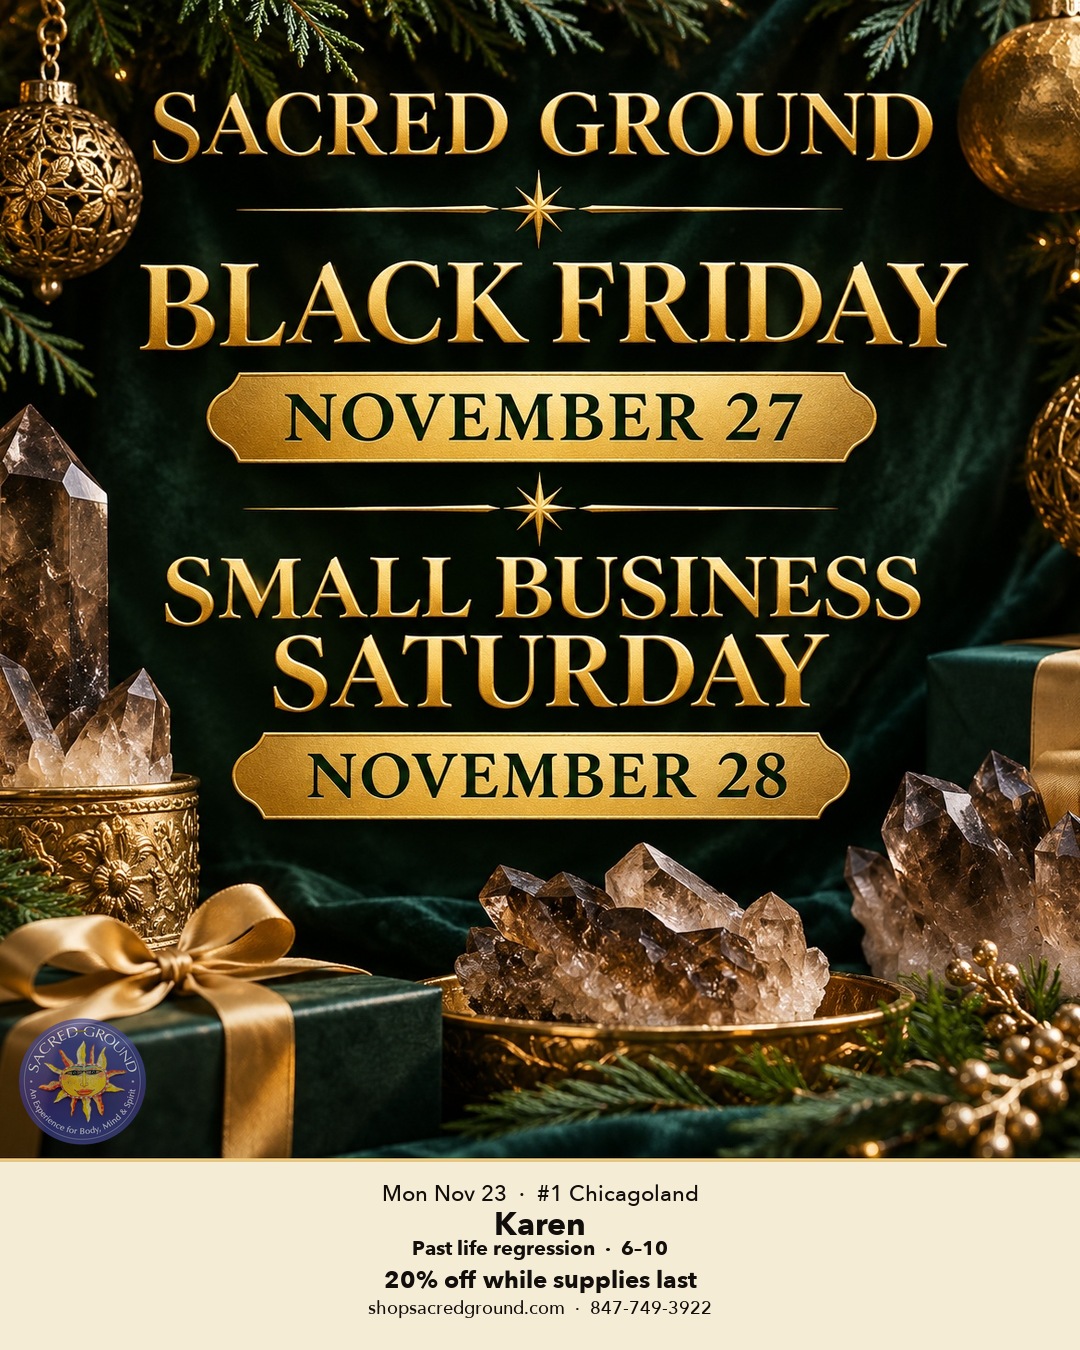 SACRED GROUND
BLACK FRIDAY
NOVEMBER 27
SMALL BUSINESS
SATURDAY
NOVEMBER 28
SACRED GROUND
An Experience for Body, Mind & Spirit
Mon Nov 23 · #1 Chicagoland
Karen
Past life regression · 6–10
20% off while supplies last
shopsacredground.com · 847-749-3922